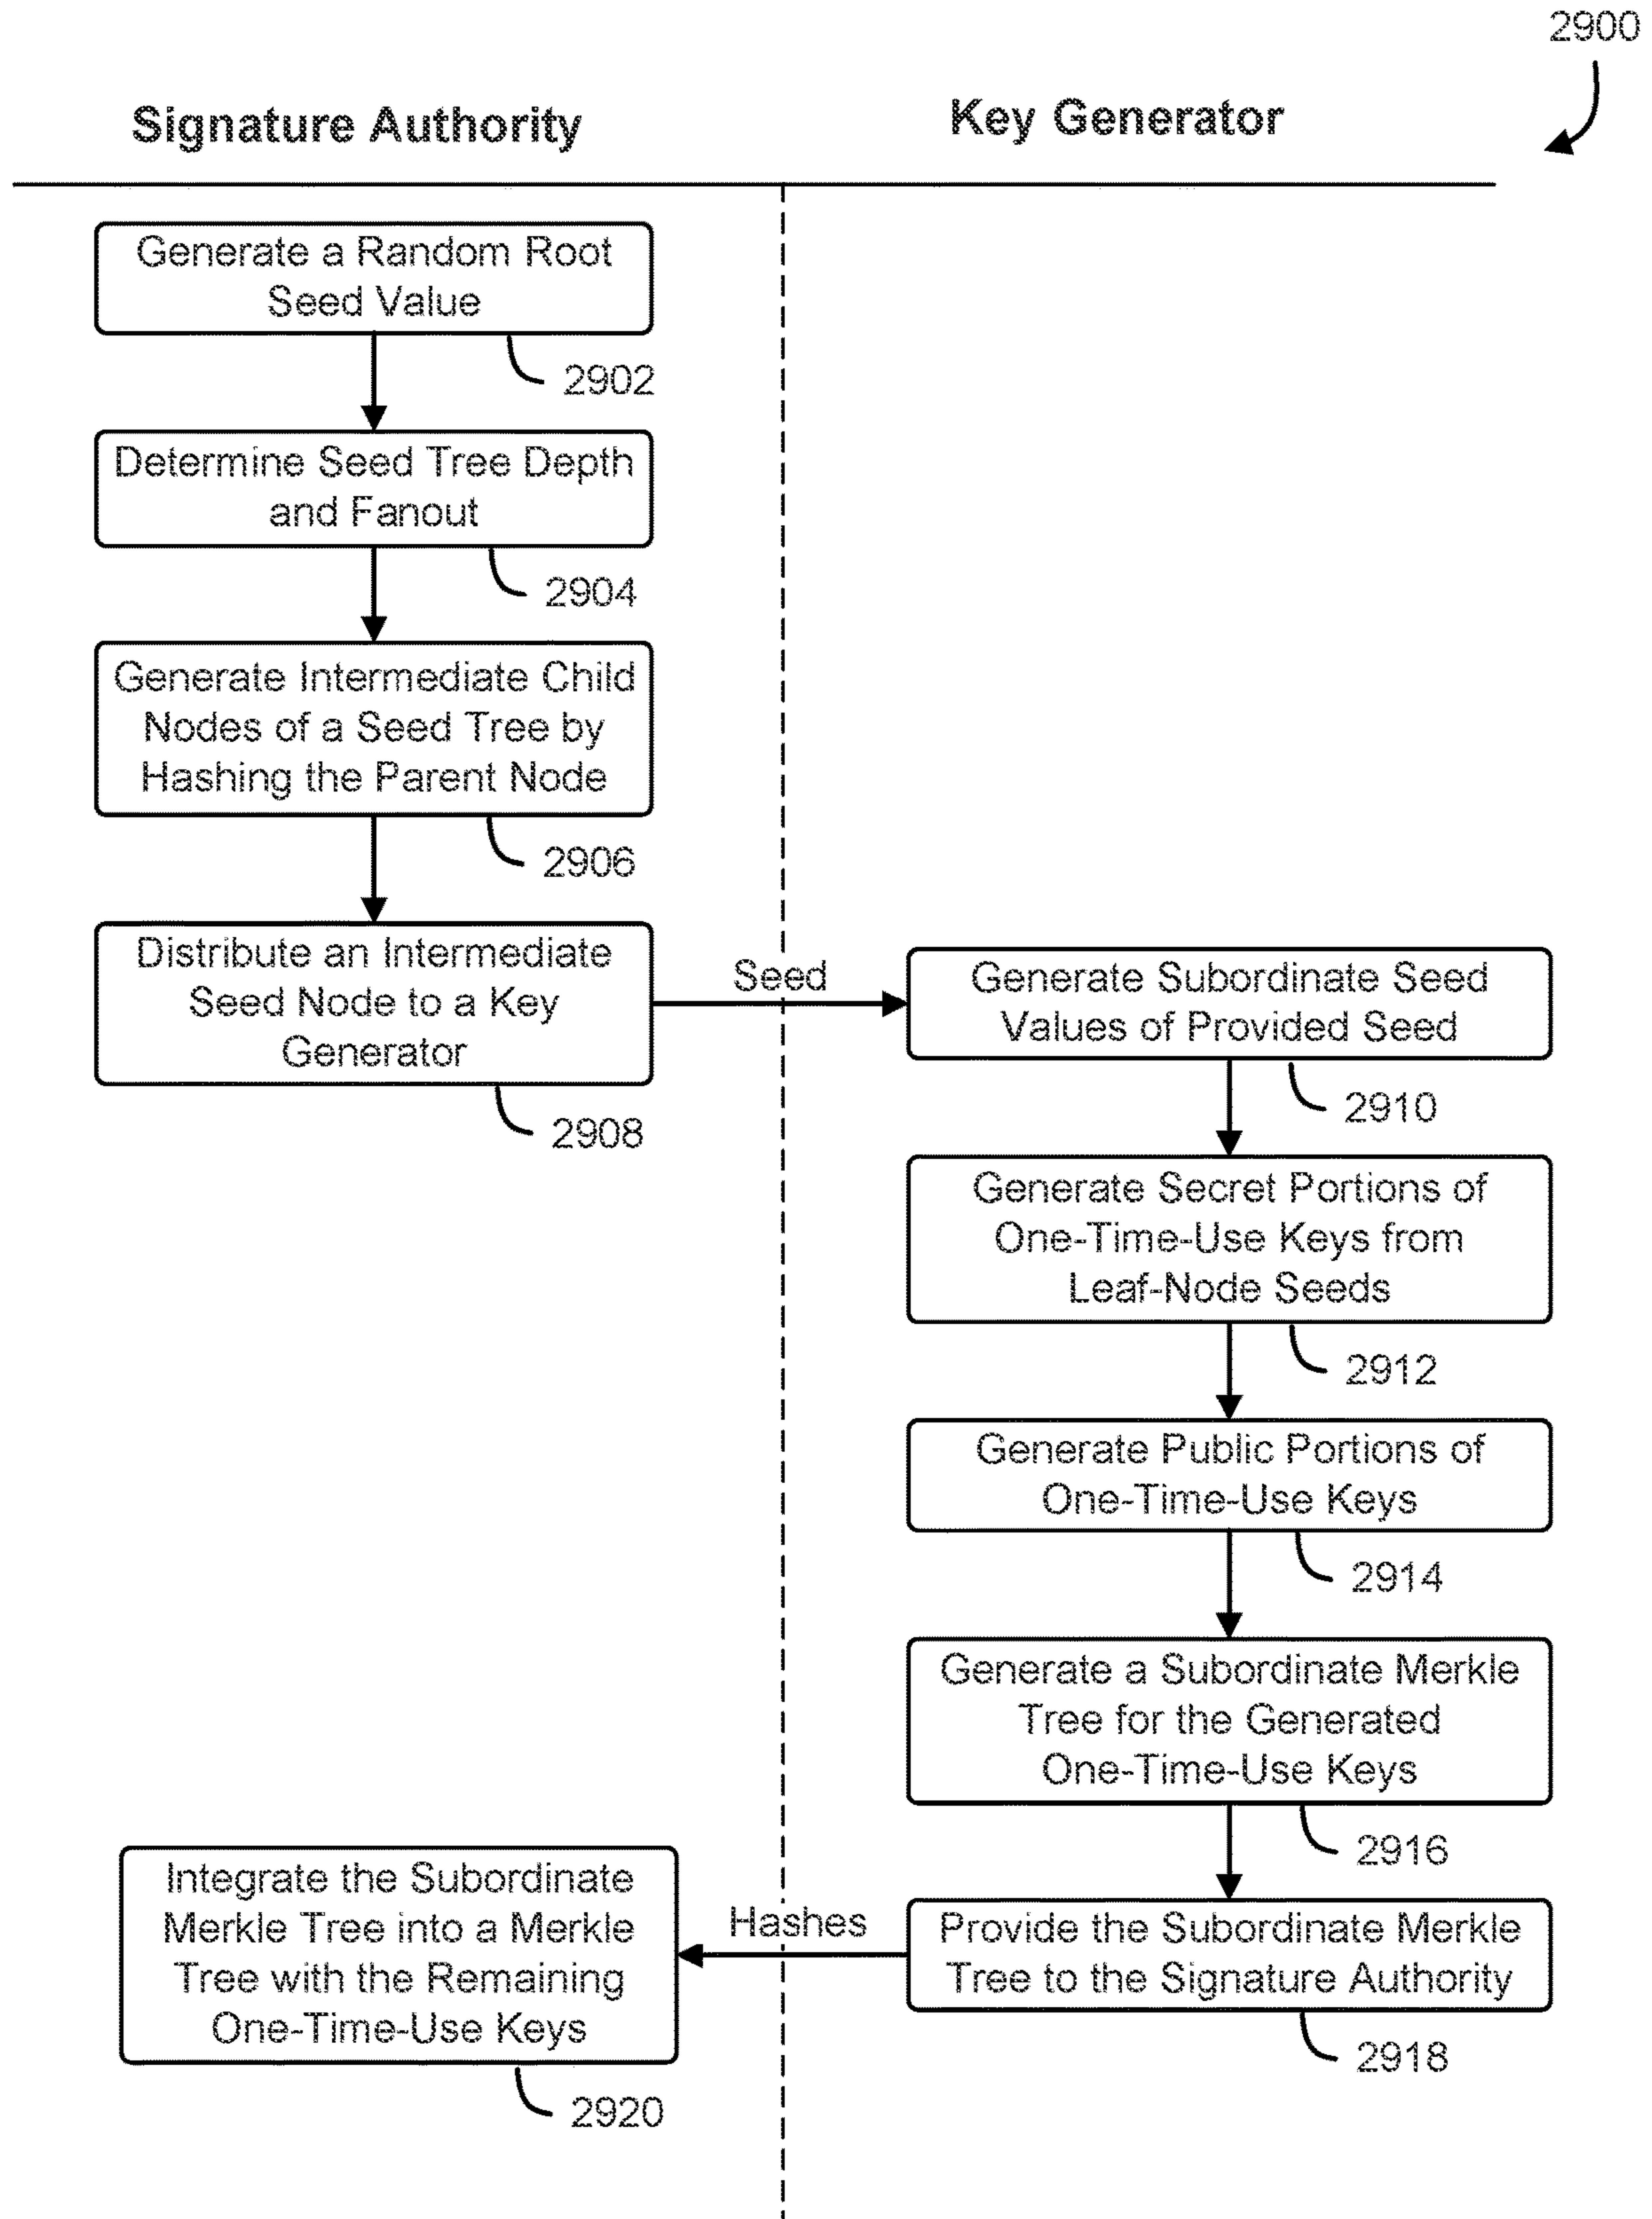 2900
Signature Authority
Key Generator
Generate a Random Root
Seed Value
2902
Determine Seed Tree Depth
and Fanout
2904
Generate Intermediate Child
Nodes of a Seed Tree by
Hashing the Parent Node
2906
Distribute an Intermediate
Seed Node to a Key
Generator
2908
Seed
Generate Subordinate Seed
Values of Provided Seed
2910
Generate Secret Portions of
One-Time-Use Keys from
Leaf-Node Seeds
2912
Generate Public Portions of
One-Time-Use Keys
2914
Generate a Subordinate Merkle
Tree for the Generated
One-Time-Use Keys
2916
Provide the Subordinate Merkle
Tree to the Signature Authority
2918
Hashes
Integrate the Subordinate
Merkle Tree into a Merkle
Tree with the Remaining
One-Time-Use Keys
2920